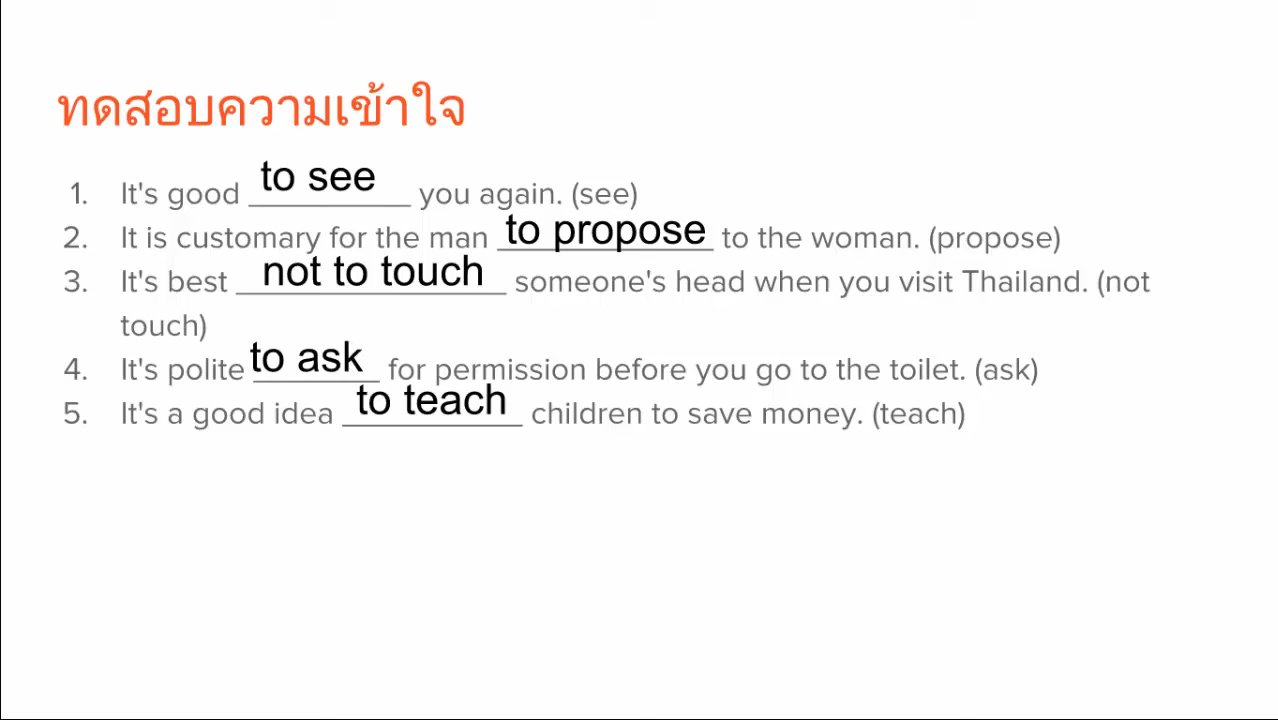 ทดสอบความเข้าใจ
1. It's good to see you again. (see)
2. It is customary for the man to propose to the woman. (propose)
3. It's best not to touch someone's head when you visit Thailand. (not
touch)
4. It's polite to ask for permission before you go to the toilet. (ask)
5. It's a good idea to teach children to save money. (teach)